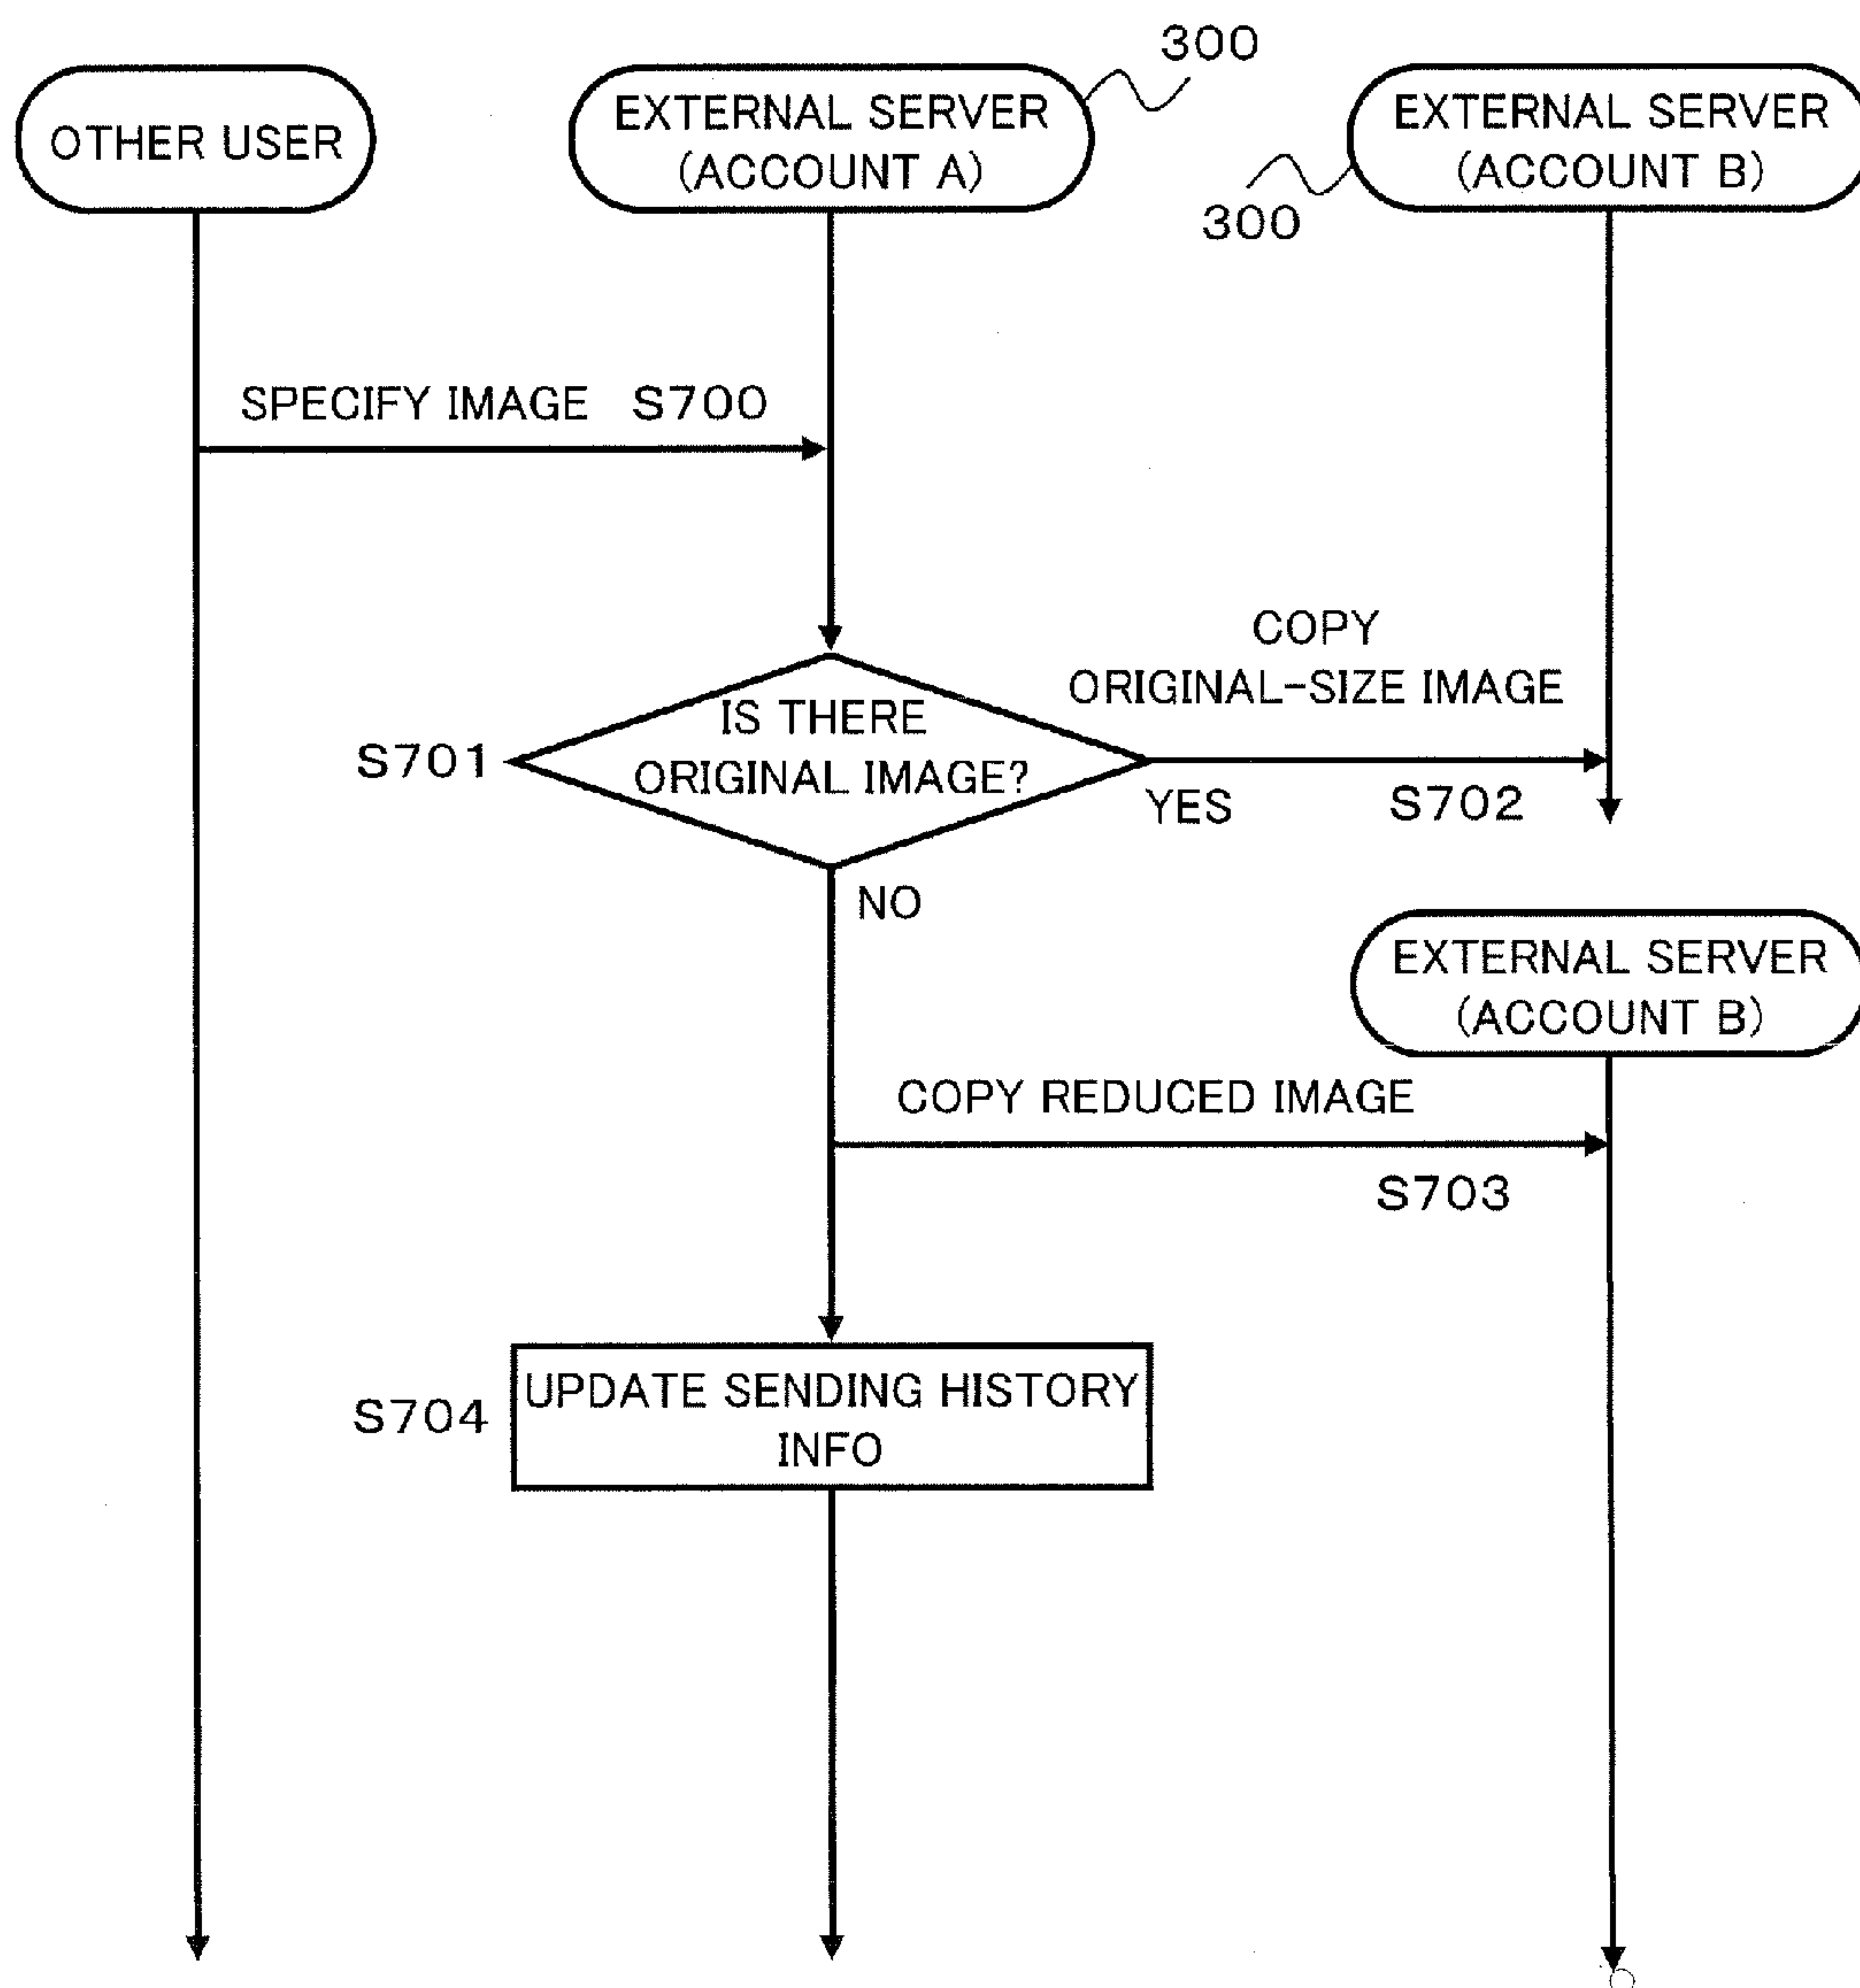 300
OTHER USER
EXTERNAL SERVER
(ACCOUNT A)
EXTERNAL SERVER
(ACCOUNT B)
300
SPECIFY IMAGE S700
COPY
ORIGINAL-SIZE IMAGE
S701
IS THERE
ORIGINAL IMAGE?
YES
S702
NO
EXTERNAL SERVER
(ACCOUNT B)
COPY REDUCED IMAGE
S703
S704
UPDATE SENDING HISTORY
INFO